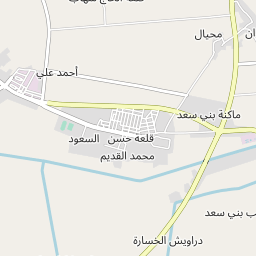 محيال
أحمد علي
ماكنة بني سعد
قلعة حسن
السعود
محمد القديم
ب بني سعد
دراويش الخسارة